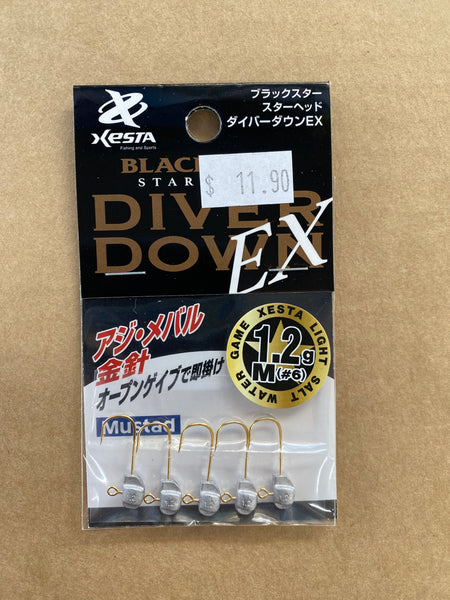 XESTA
Fishing and Sports
ブラックスター
スターヘッド
ダイバーダウンEX
BLACK
STAR
$ 11.90
DIVER
DOWN
EX
アジ・メバル
金針
オープンゲイプで即掛け
Mustad
XESTA LIGHT SALT WATER GAME
1.2g
M(#6)